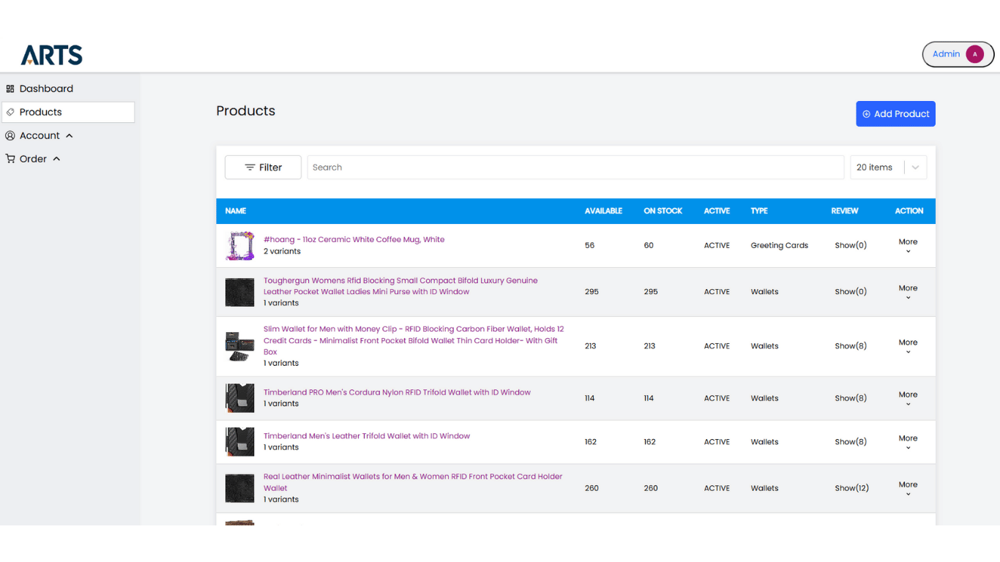 ARTS
Admin A
Dashboard
Products
Account
Order
Products
Add Product
Filter
Search
20 items
NAME AVAILABLE ON STOCK ACTIVE TYPE REVIEW ACTION
#hoang - 11oz Ceramic White Coffee Mug, White
2 variants
56 60 ACTIVE Greeting Cards Show(0) More
Toughergun Womens Rfid Blocking Small Compact Bifold Luxury Genuine
Leather Pocket Wallet Ladies Mini Purse with ID Window
1 variants
295 295 ACTIVE Wallets Show(0) More
Slim Wallet for Men with Money Clip - RFID Blocking Carbon Fiber Wallet, Holds 12
Credit Cards - Minimalist Front Pocket Bifold Wallet Thin Card Holder- With Gift
Box
1 variants
213 213 ACTIVE Wallets Show(8) More
Timberland PRO Men's Cordura Nylon RFID Trifold Wallet with ID Window
1 variants
114 114 ACTIVE Wallets Show(8) More
Timberland Men's Leather Trifold Wallet with ID Window
1 variants
162 162 ACTIVE Wallets Show(8) More
Real Leather Minimalist Wallets for Men & Women RFID Front Pocket Card Holder
Wallet
1 variants
260 260 ACTIVE Wallets Show(12) More